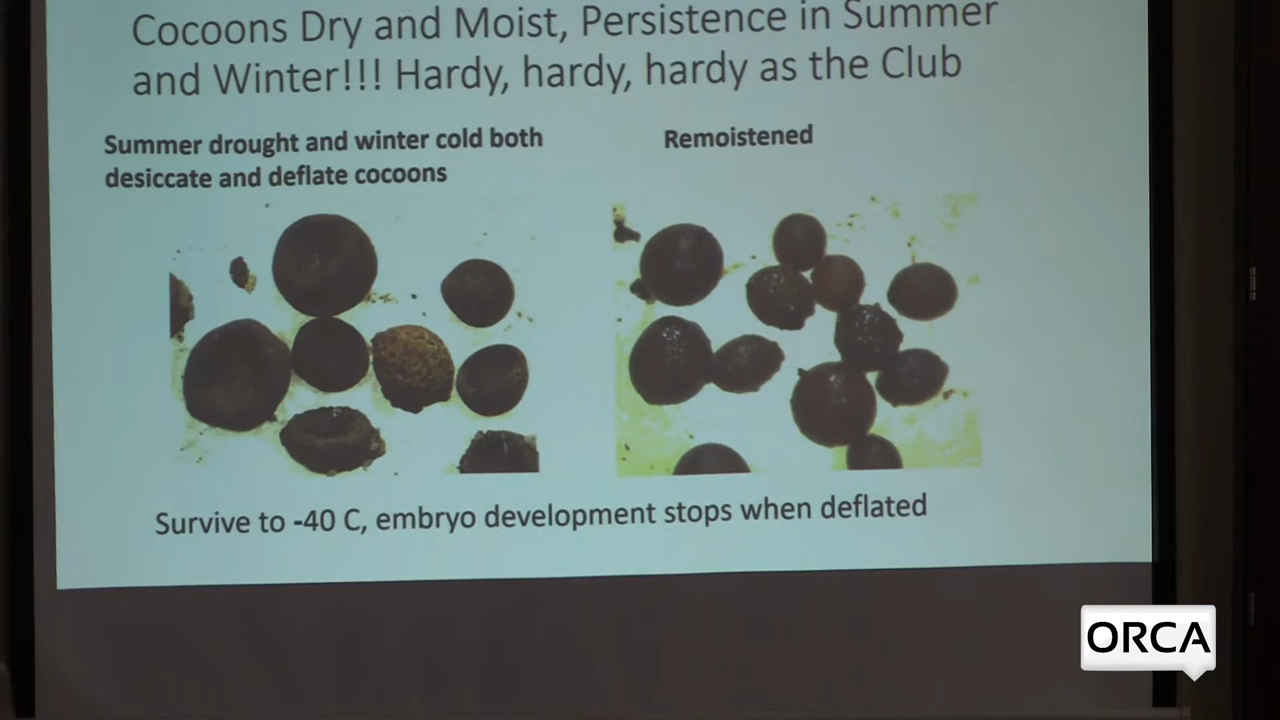 Cocoons Dry and Moist, Persistence in Summer
and Winter!!! Hardy, hardy, hardy as the Club
Summer drought and winter cold both
desiccate and deflate cocoons
Remoistened
Survive to -40 C, embryo development stops when deflated
ORCA